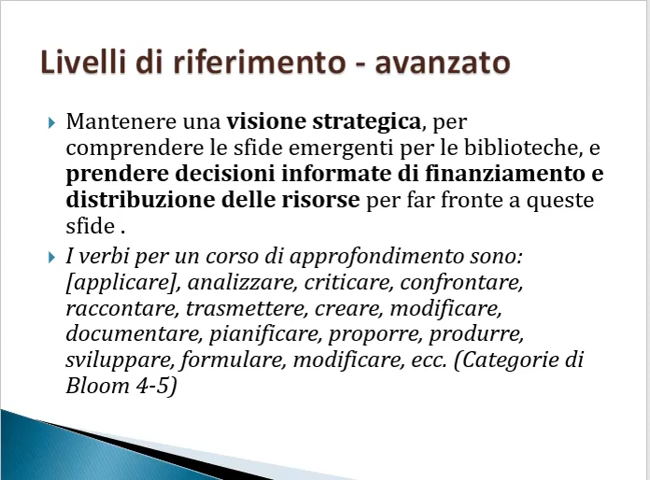 Livelli di riferimento - avanzato
Mantenere una visione strategica, per
comprendere le sfide emergenti per le biblioteche, e
prendere decisioni informate di finanziamento e
distribuzione delle risorse per far fronte a queste
sfide .
I verbi per un corso di approfondimento sono:
[applicare], analizzare, criticare, confrontare,
raccontare, trasmettere, creare, modificare,
documentare, pianificare, proporre, produrre,
sviluppare, formulare, modificare, ecc. (Categorie di
Bloom 4-5)